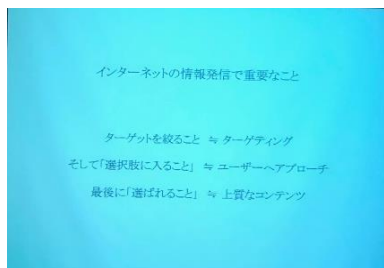 インターネットの情報発信で重要なこと
ターゲットを絞ること ≒ ターゲティング
そして「選択肢に入ること」 ≒ ユーザーへアプローチ
最後に「選ばれること」 ≒ 上質なコンテンツ